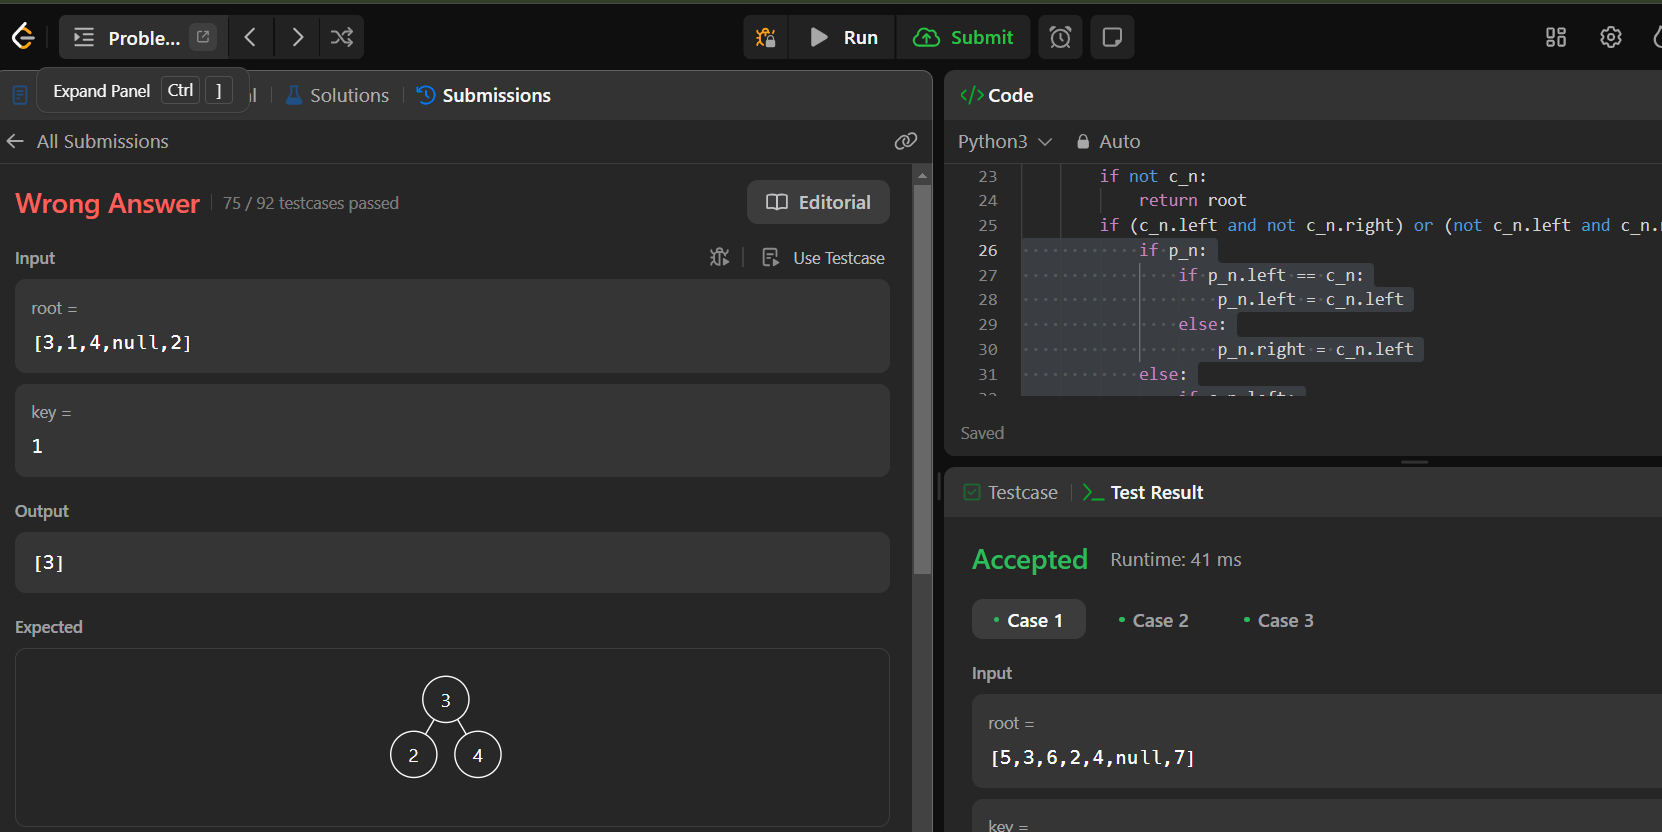 Proble...
Run
Submit
Expand Panel Ctrl ]
l
Solutions
Submissions
All Submissions
Wrong Answer
75 / 92 testcases passed
Editorial
Input
Use Testcase
root =
[3,1,4,null,2]
key =
1
Output
[3]
Expected
3
2
4
</> Code
Python3
Auto
23 if not c_n:
24 return root
25 if (c_n.left and not c_n.right) or (not c_n.left and c_n.
26 if p_n:
27 if p_n.left == c_n:
28 p_n.left = c_n.left
29 else:
30 p_n.right = c_n.left
31 else:
Saved
Testcase
Test Result
Accepted
Runtime: 41 ms
Case 1
Case 2
Case 3
Input
root =
[5,3,6,2,4,null,7]
key =